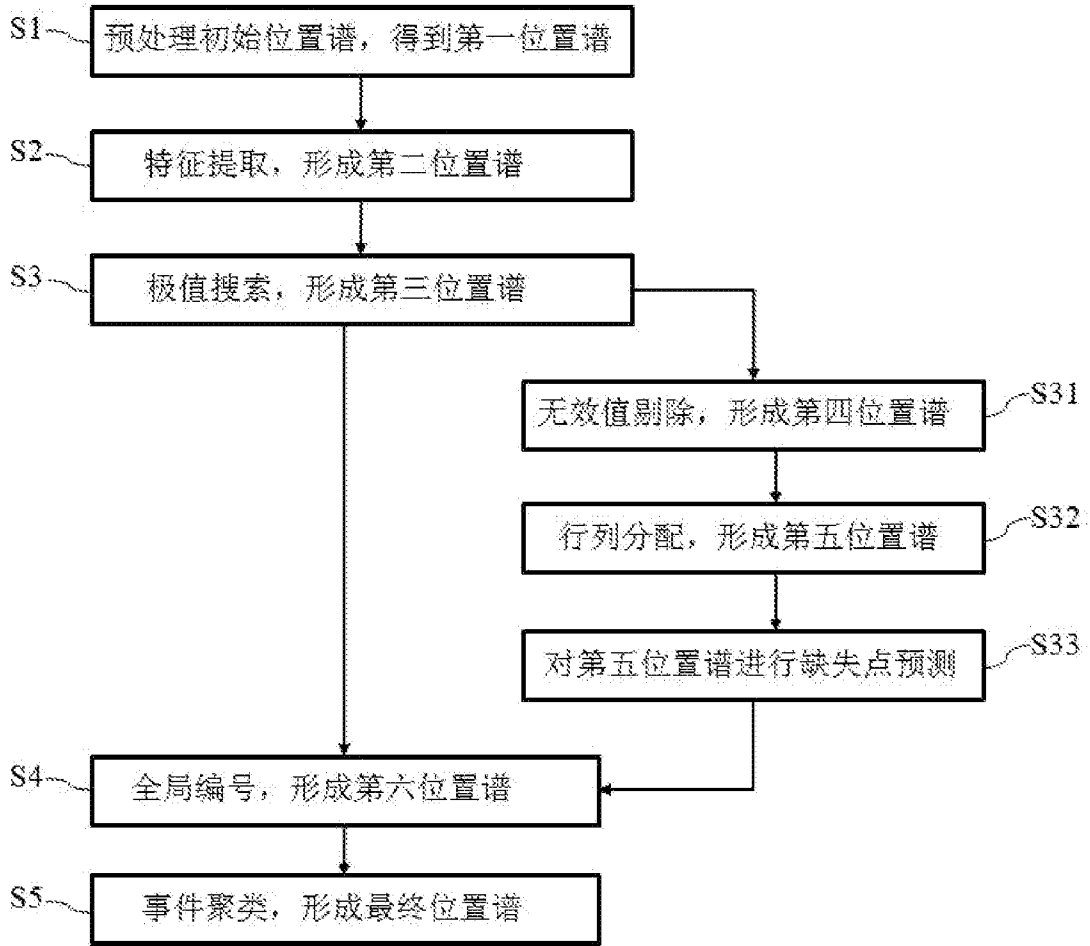 S1
预处理初始位置谱，得到第一位置谱
S2
特征提取，形成第二位置谱
S3
极值搜索，形成第三位置谱
S31
无效值剔除，形成第四位置谱
S32
行列分配，形成第五位置谱
S33
对第五位置谱进行缺失点预测
S4
全局编号，形成第六位置谱
S5
事件聚类，形成最终位置谱